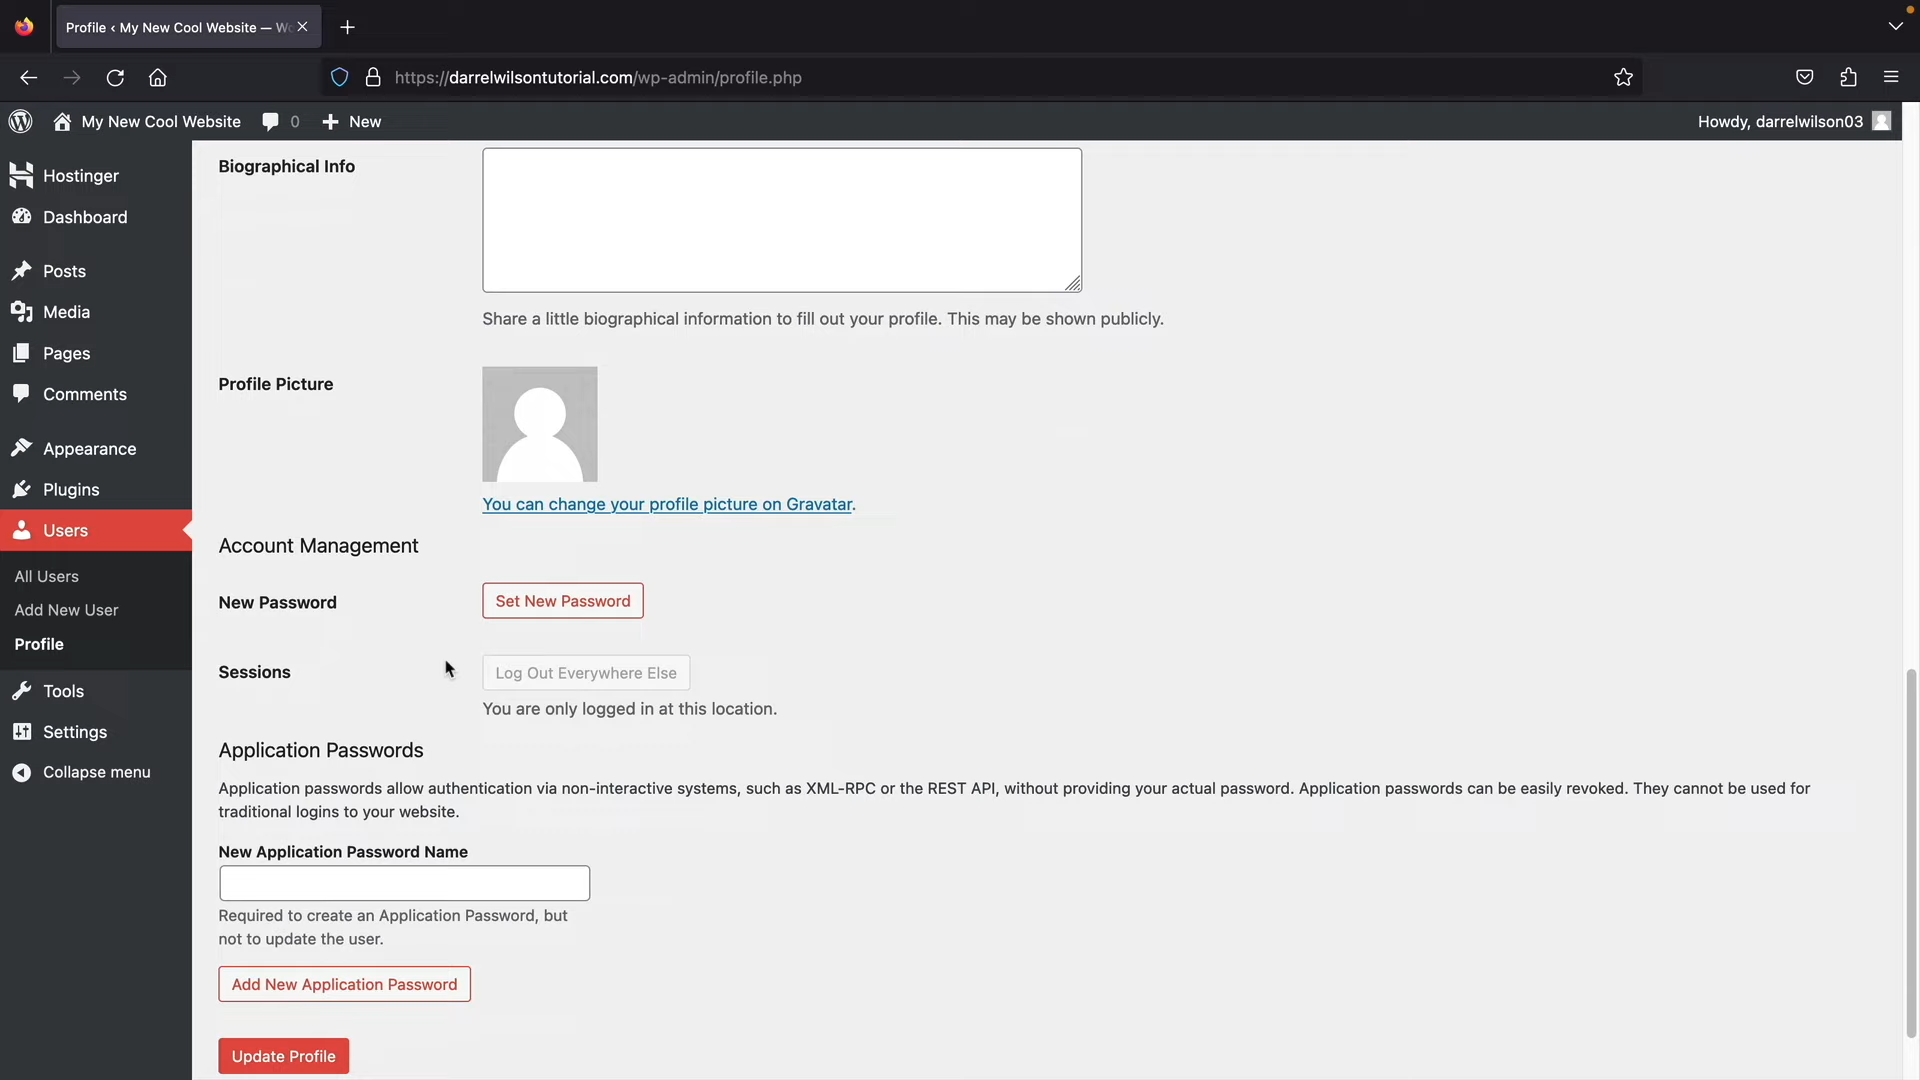 Profile ‹ My New Cool Website — W
https://darrelwilsontutorial.com/wp-admin/profile.php
My New Cool Website
0
New
Howdy, darrelwilson03
Hostinger
Dashboard
Posts
Media
Pages
Comments
Appearance
Plugins
Users
All Users
Add New User
Profile
Tools
Settings
Collapse menu
Biographical Info
Share a little biographical information to fill out your profile. This may be shown publicly.
Profile Picture
You can change your profile picture on Gravatar.
Account Management
New Password
Set New Password
Sessions
Log Out Everywhere Else
You are only logged in at this location.
Application Passwords
Application passwords allow authentication via non-interactive systems, such as XML-RPC or the REST API, without providing your actual password. Application passwords can be easily revoked. They cannot be used for
traditional logins to your website.
New Application Password Name
Required to create an Application Password, but
not to update the user.
Add New Application Password
Update Profile